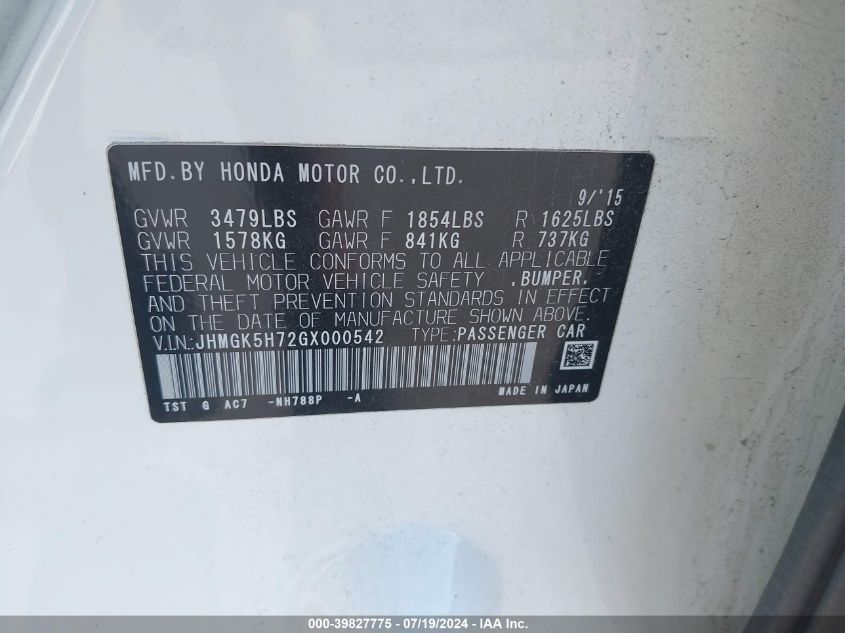 MFD.BY HONDA MOTOR CO.,LTD.
9/'15
GVWR 3479LBS GAWR F 1854LBS R 1625LBS
GVWR 1578KG GAWR F 841KG R 737KG
THIS VEHICLE CONFORMS TO ALL APPLICABLE
FEDERAL MOTOR VEHICLE SAFETY ,BUMPER,
AND THEFT PREVENTION STANDARDS IN EFFECT
ON THE DATE OF MANUFACTURE SHOWN ABOVE.
V.I.N:JHMGK5H72GX000542 TYPE:PASSENGER CAR
TST G AC7 -NH788P -A MADE IN JAPAN
000-39827775 - 07/19/2024 - IAA Inc.